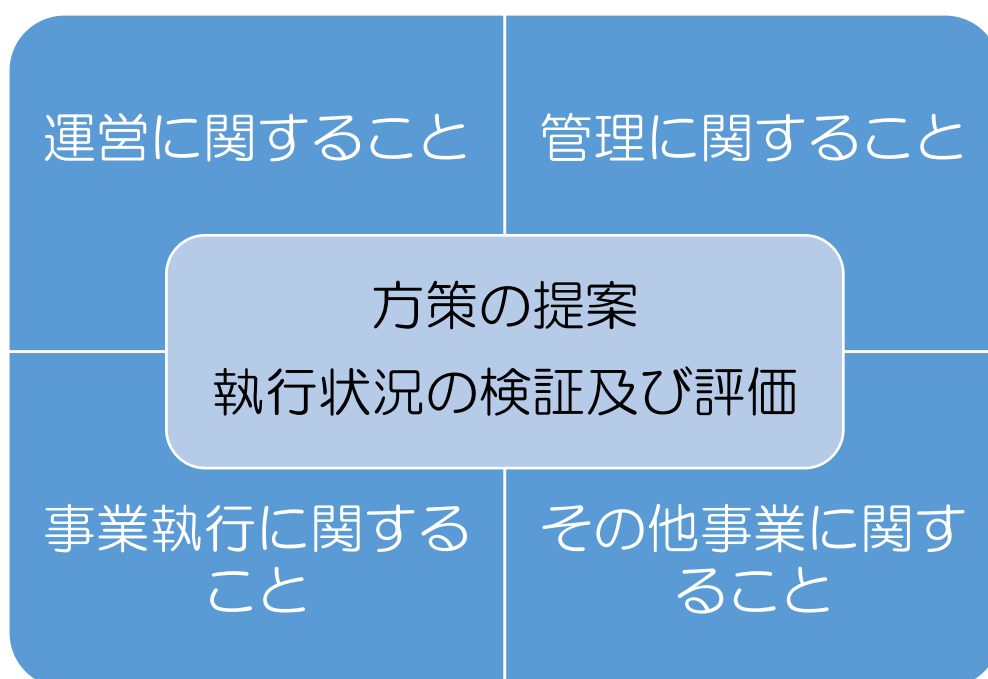 運営に関すること
管理に関すること
方策の提案
執行状況の検証及び評価
事業執行に関する
こと
その他事業に関す
ること